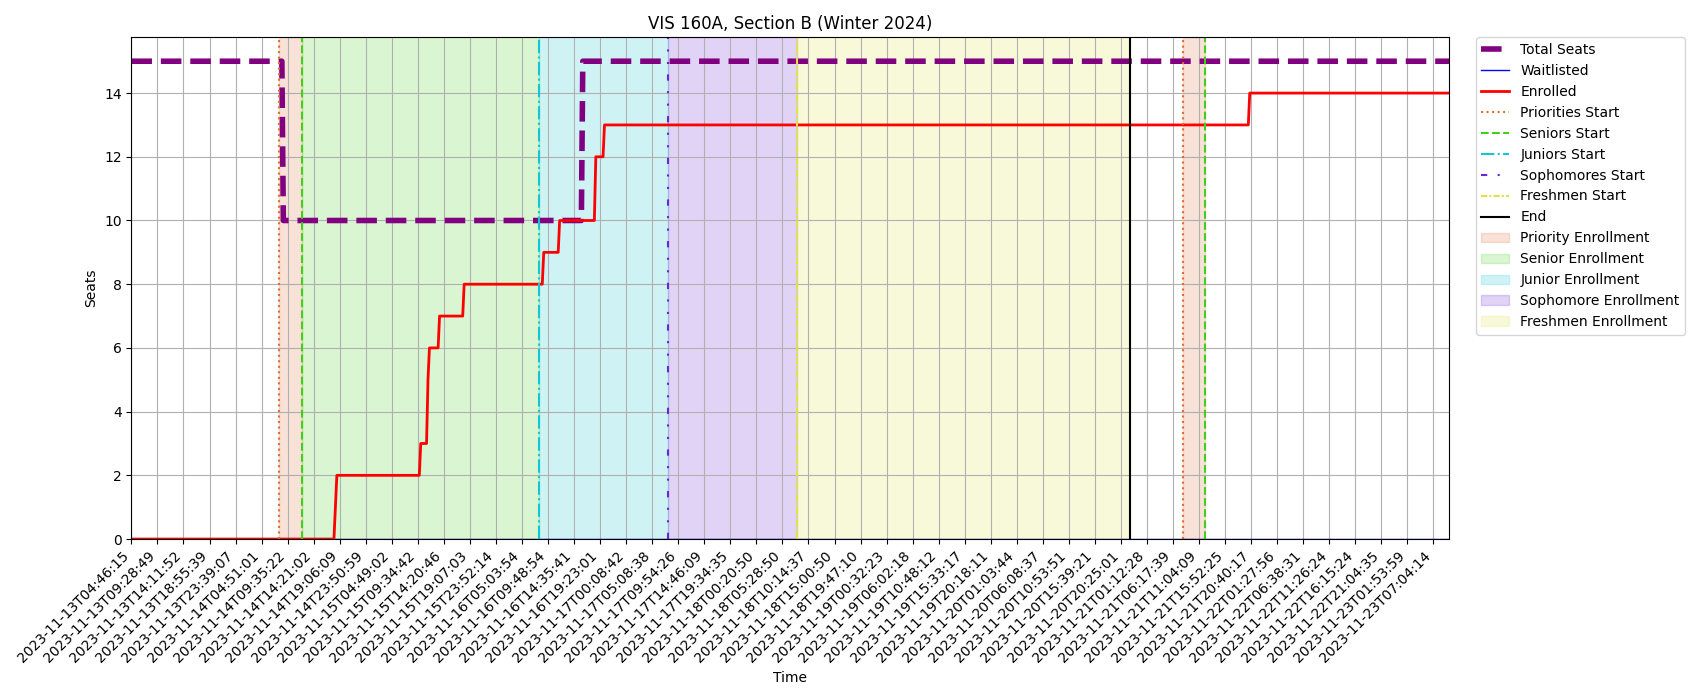 VIS 160A, Section B (Winter 2024)
Total Seats
Waitlisted
Enrolled
Priorities Start
Seniors Start
Juniors Start
Sophomores Start
Freshmen Start
End
Priority Enrollment
Senior Enrollment
Junior Enrollment
Sophomore Enrollment
Freshmen Enrollment
Seats
14
12
10
8
6
4
2
0
2023-11-13T04:46:15
2023-11-13T09:28:49
2023-11-13T14:11:52
2023-11-13T18:55:39
2023-11-13T23:39:07
2023-11-14T04:51:01
2023-11-14T09:35:22
2023-11-14T14:21:02
2023-11-14T19:06:09
2023-11-14T23:50:59
2023-11-15T04:49:02
2023-11-15T09:34:42
2023-11-15T14:20:46
2023-11-15T19:07:03
2023-11-15T23:52:14
2023-11-16T05:03:54
2023-11-16T09:48:54
2023-11-16T14:35:41
2023-11-16T19:23:01
2023-11-17T00:08:42
2023-11-17T05:08:38
2023-11-17T09:54:26
2023-11-17T14:46:09
2023-11-17T19:34:35
2023-11-18T00:20:50
2023-11-18T05:28:50
2023-11-18T10:14:37
2023-11-18T15:00:50
2023-11-18T19:47:10
2023-11-19T00:32:23
2023-11-19T06:02:18
2023-11-19T10:48:12
2023-11-19T15:33:17
2023-11-19T20:18:11
2023-11-20T01:03:44
2023-11-20T06:08:37
2023-11-20T10:53:51
2023-11-20T15:39:21
2023-11-20T20:25:01
2023-11-21T01:12:28
2023-11-21T06:17:39
2023-11-21T11:04:09
2023-11-21T15:52:25
2023-11-21T20:40:17
2023-11-22T01:27:56
2023-11-22T06:38:31
2023-11-22T11:26:24
2023-11-22T16:15:24
2023-11-22T21:04:35
2023-11-23T01:53:59
2023-11-23T07:04:14
Time